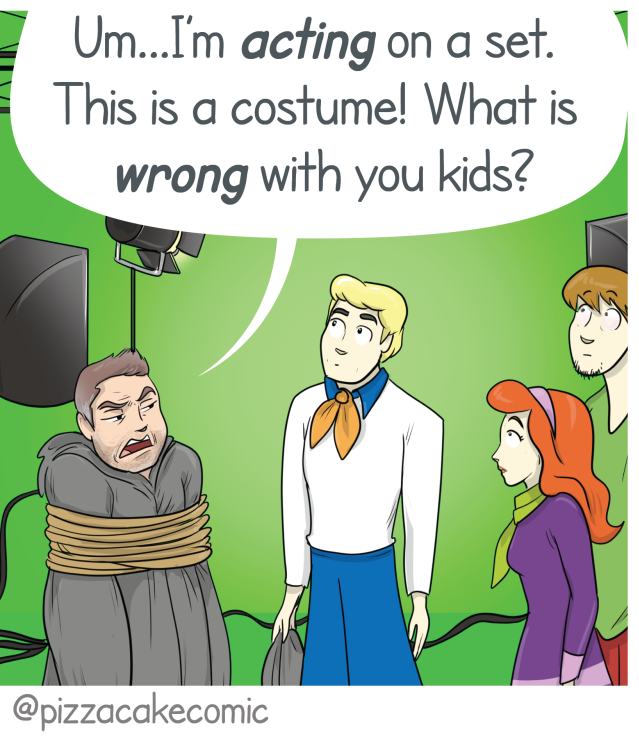 Um...I'm acting on a set.
This is a costume! What is
wrong with you kids?
@pizzacakecomic